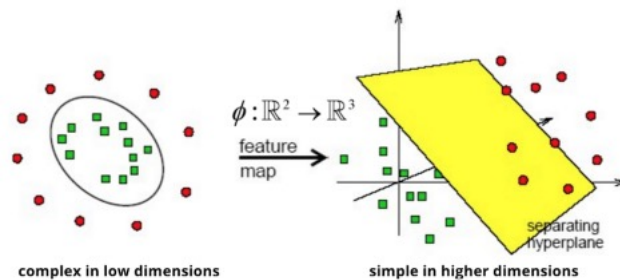 ϕ : ℝ² → ℝ³
feature
map
separating
hyperplane
complex in low dimensions
simple in higher dimensions